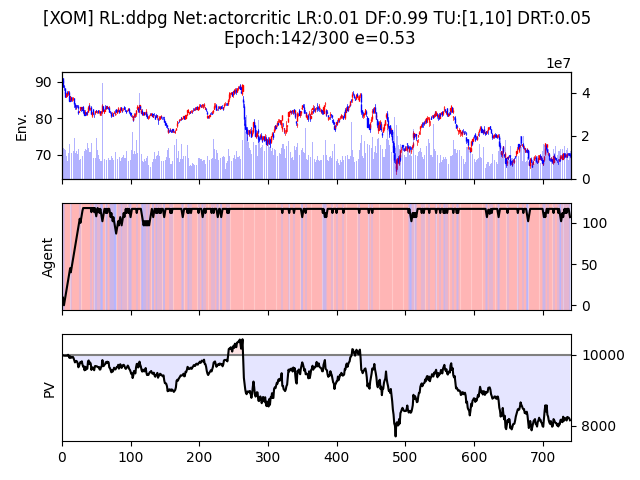 [XOM] RL:ddpg Net:actorcritic LR:0.01 DF:0.99 TU:[1,10] DRT:0.05
Epoch:142/300 e=0.53
1e7
90
80
70
Env.
4
2
0
Agent
100
50
0
PV
10000
8000
0 100 200 300 400 500 600 700